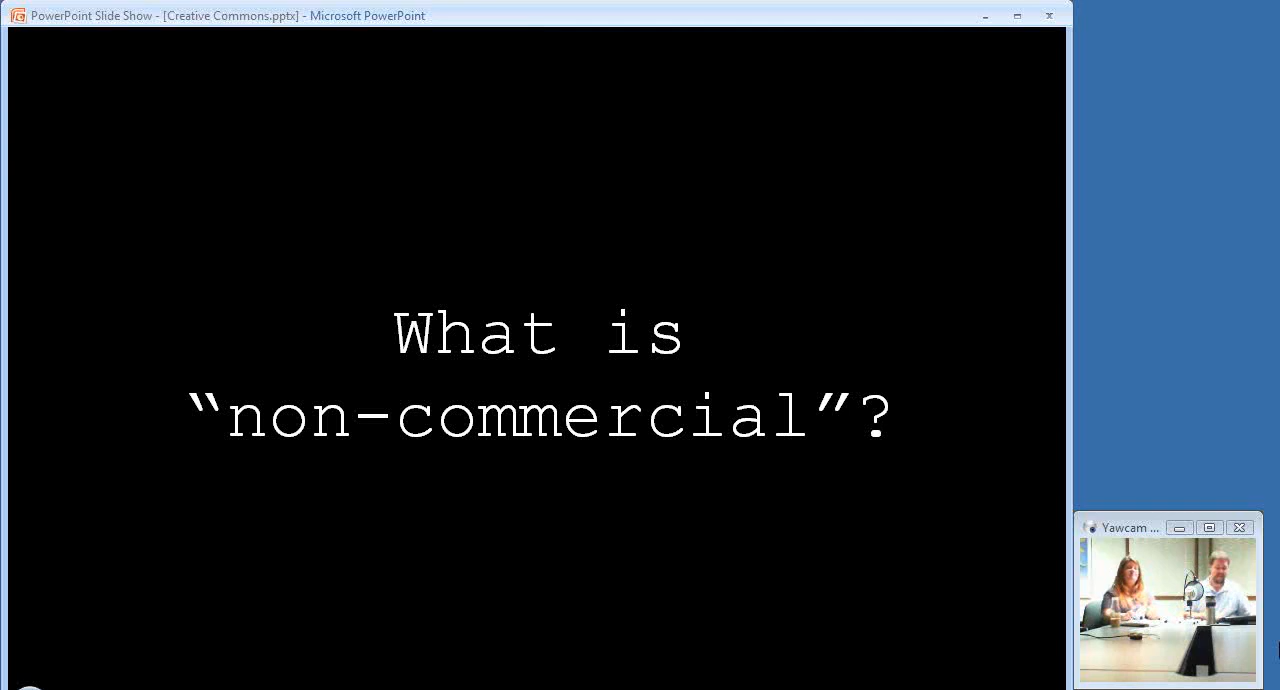 PowerPoint Slide Show - [Creative Commons.pptx] - Microsoft PowerPoint
What is
“non-commercial”?
Yawcam ...